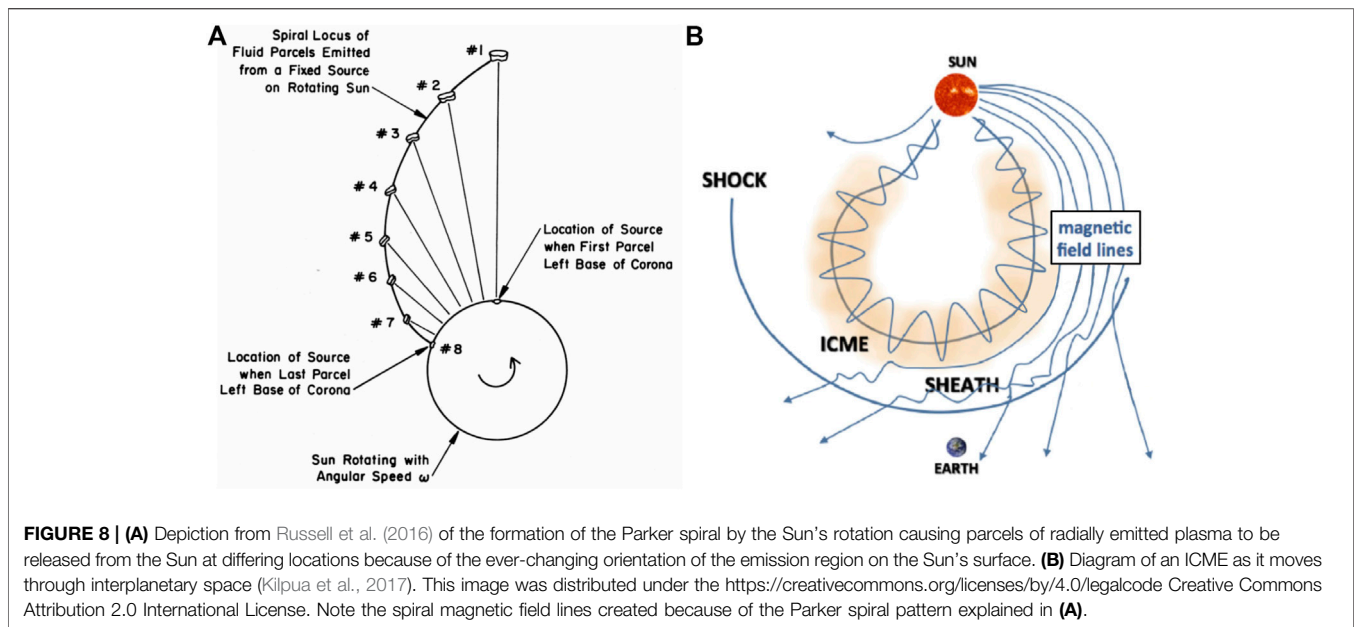 A
Spiral Locus of
Fluid Parcels Emitted
from a Fixed Source
on Rotating Sun
#1
#2
#3
#4
#5
#6
#7
#8
Location of Source
when First Parcel
Left Base of Corona
Location of Source
when Last Parcel
Left Base of Corona
Sun Rotating with
Angular Speed ω
B
SUN
SHOCK
magnetic
field lines
ICME
SHEATH
EARTH
FIGURE 8 | (A) Depiction from Russell et al. (2016) of the formation of the Parker spiral by the Sun's rotation causing parcels of radially emitted plasma to be
released from the Sun at differing locations because of the ever-changing orientation of the emission region on the Sun's surface. (B) Diagram of an ICME as it moves
through interplanetary space (Kilpua et al., 2017). This image was distributed under the https://creativecommons.org/licenses/by/4.0/legalcode Creative Commons
Attribution 2.0 International License. Note the spiral magnetic field lines created because of the Parker spiral pattern explained in (A).